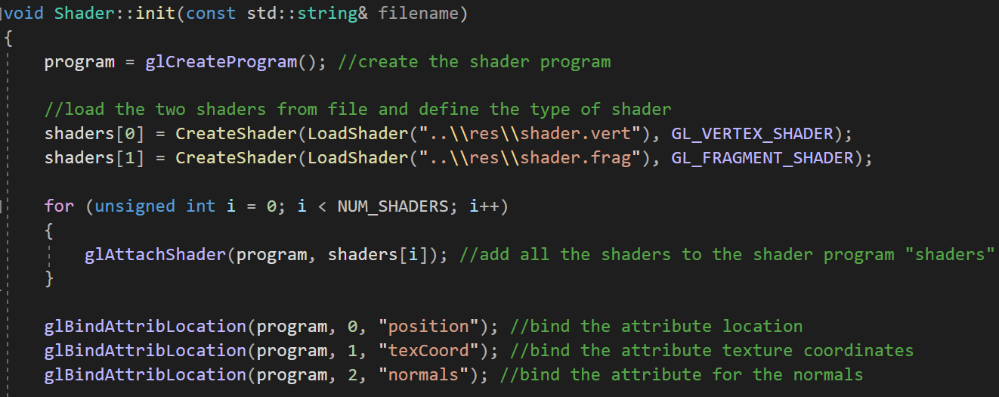 void Shader::init(const std::string& filename)
{
program = glCreateProgram(); //create the shader program
//load the two shaders from file and define the type of shader
shaders[0] = CreateShader(LoadShader("..\\res\\shader.vert"), GL_VERTEX_SHADER);
shaders[1] = CreateShader(LoadShader("..\\res\\shader.frag"), GL_FRAGMENT_SHADER);
for (unsigned int i = 0; i < NUM_SHADERS; i++)
{
glAttachShader(program, shaders[i]); //add all the shaders to the shader program "shaders"
}
glBindAttribLocation(program, 0, "position"); //bind the attribute location
glBindAttribLocation(program, 1, "texCoord"); //bind the attribute texture coordinates
glBindAttribLocation(program, 2, "normals"); //bind the attribute for the normals